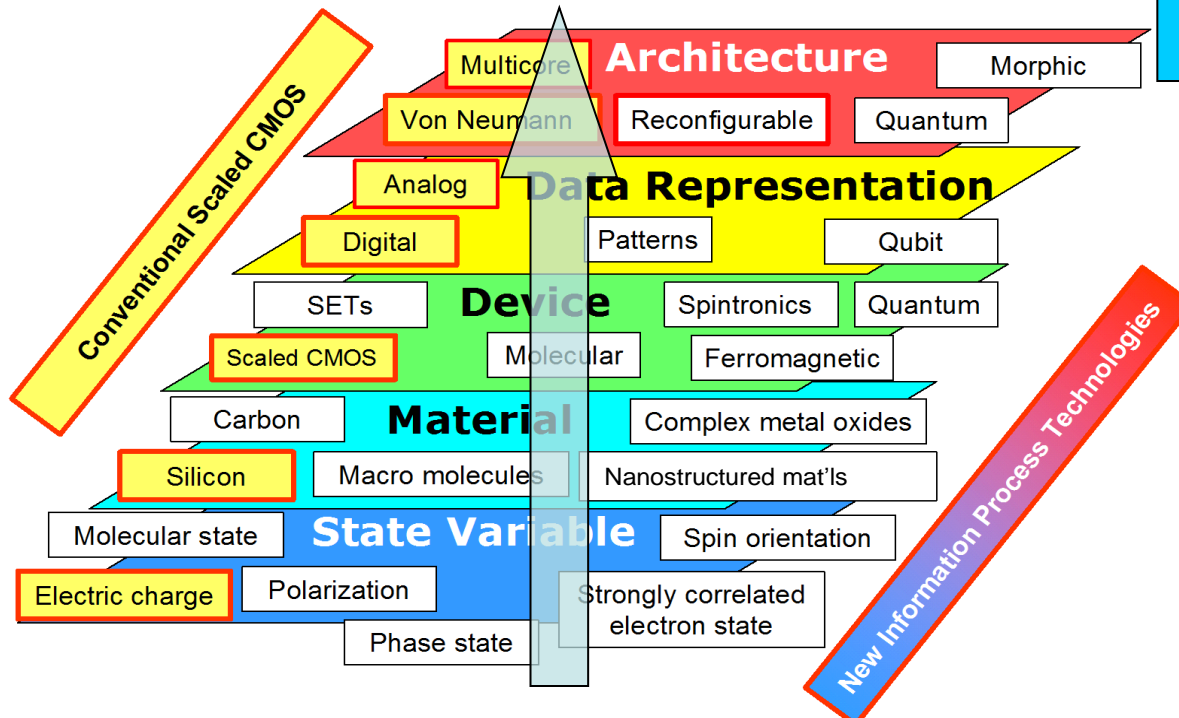 Conventional Scaled CMOS
Multicore
Architecture
Morphic
Von Neumann
Reconfigurable
Quantum
Analog
Data Representation
Digital
Patterns
Qubit
SETs
Device
Spintronics
Quantum
Scaled CMOS
Molecular
Ferromagnetic
Carbon
Material
Complex metal oxides
Silicon
Macro molecules
Nanostructured mat'ls
Molecular state
State Variable
Spin orientation
Electric charge
Polarization
Strongly correlated
electron state
Phase state
New Information Process Technologies